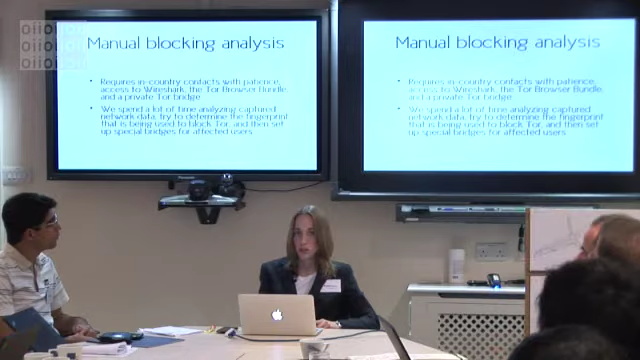 Manual blocking analysis
Requires in-country contacts with patience,
access to Wireshark, the Tor Browser Bundle,
and a private Tor bridge
We spend a lot of time analyzing captured
network data, try to determine the fingerprint
that is being used to block Tor, and then set
up special bridges for affected users
Manual blocking analysis
Requires in-country contacts with patience,
access to Wireshark, the Tor Browser Bundle,
and a private Tor bridge
We spend a lot of time analyzing captured
network data, try to determine the fingerprint
that is being used to block Tor, and then set
up special bridges for affected users
Panasonic